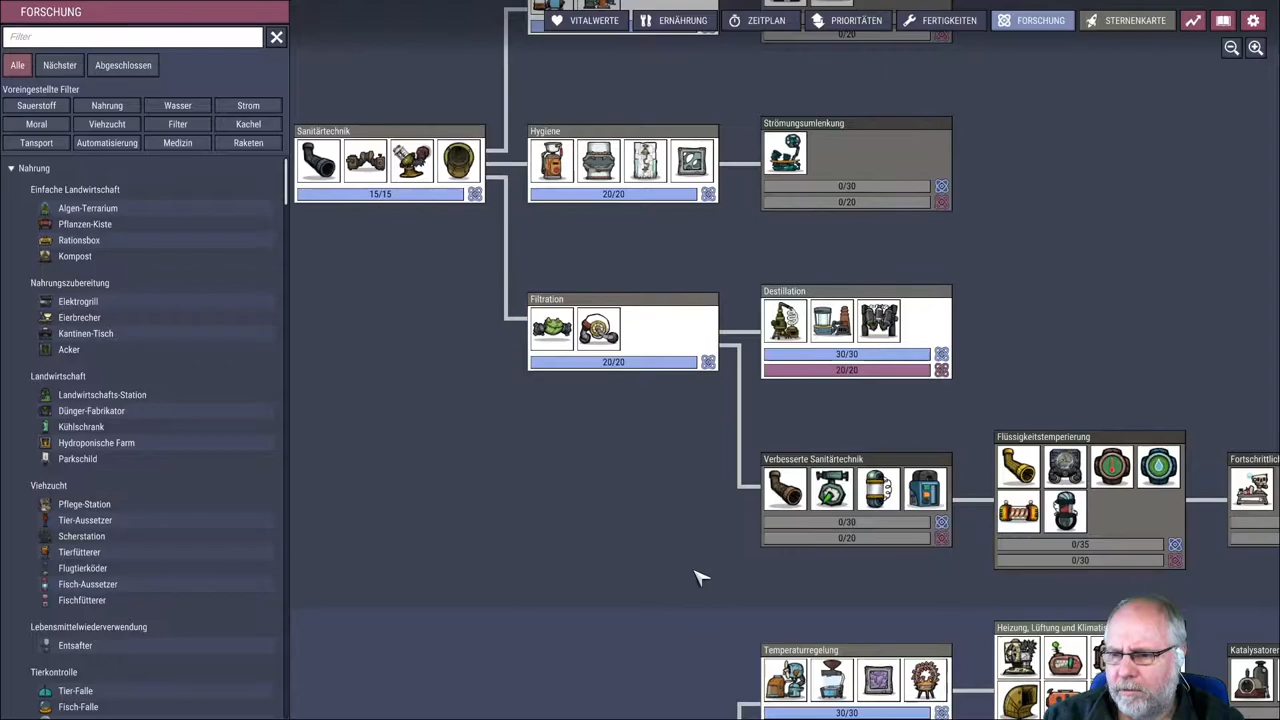 FORSCHUNG
Filter
Alle Nächster Abgeschlossen
Voreingestellte Filter
Sauerstoff Nahrung Wasser Strom
Moral Viehzucht Filter Kachel
Transport Automatisierung Medizin Raketen
Nahrung
Einfache Landwirtschaft
Algen-Terrarium
Pflanzen-Kiste
Rationsbox
Kompost
Nahrungszubereitung
Elektrogrill
Eierbrecher
Kantinen-Tisch
Acker
Landwirtschaft
Landwirtschafts-Station
Dünger-Fabrikator
Kühlschrank
Hydroponische Farm
Parkschild
Viehzucht
Pflege-Station
Tier-Aussetzer
Scherstation
Tierfütterer
Flugtierköder
Fisch-Aussetzer
Fischfütterer
Lebensmittelwiederverwendung
Entsafter
Tierkontrolle
Tier-Falle
Fisch-Falle
VITALWERTE ERNÄHRUNG ZEITPLAN PRIORITÄTEN FERTIGKEITEN FORSCHUNG STERNENKARTE
0/20
Sanitärtechnik
15/15
Hygiene
20/20
Strömungsumlenkung
0/30
0/20
Filtration
20/20
Destillation
30/30
20/20
Verbesserte Sanitärtechnik
0/30
0/20
Flüssigkeitstemperierung
0/35
0/30
Temperaturregelung
30/30
Heizung, Lüftung und